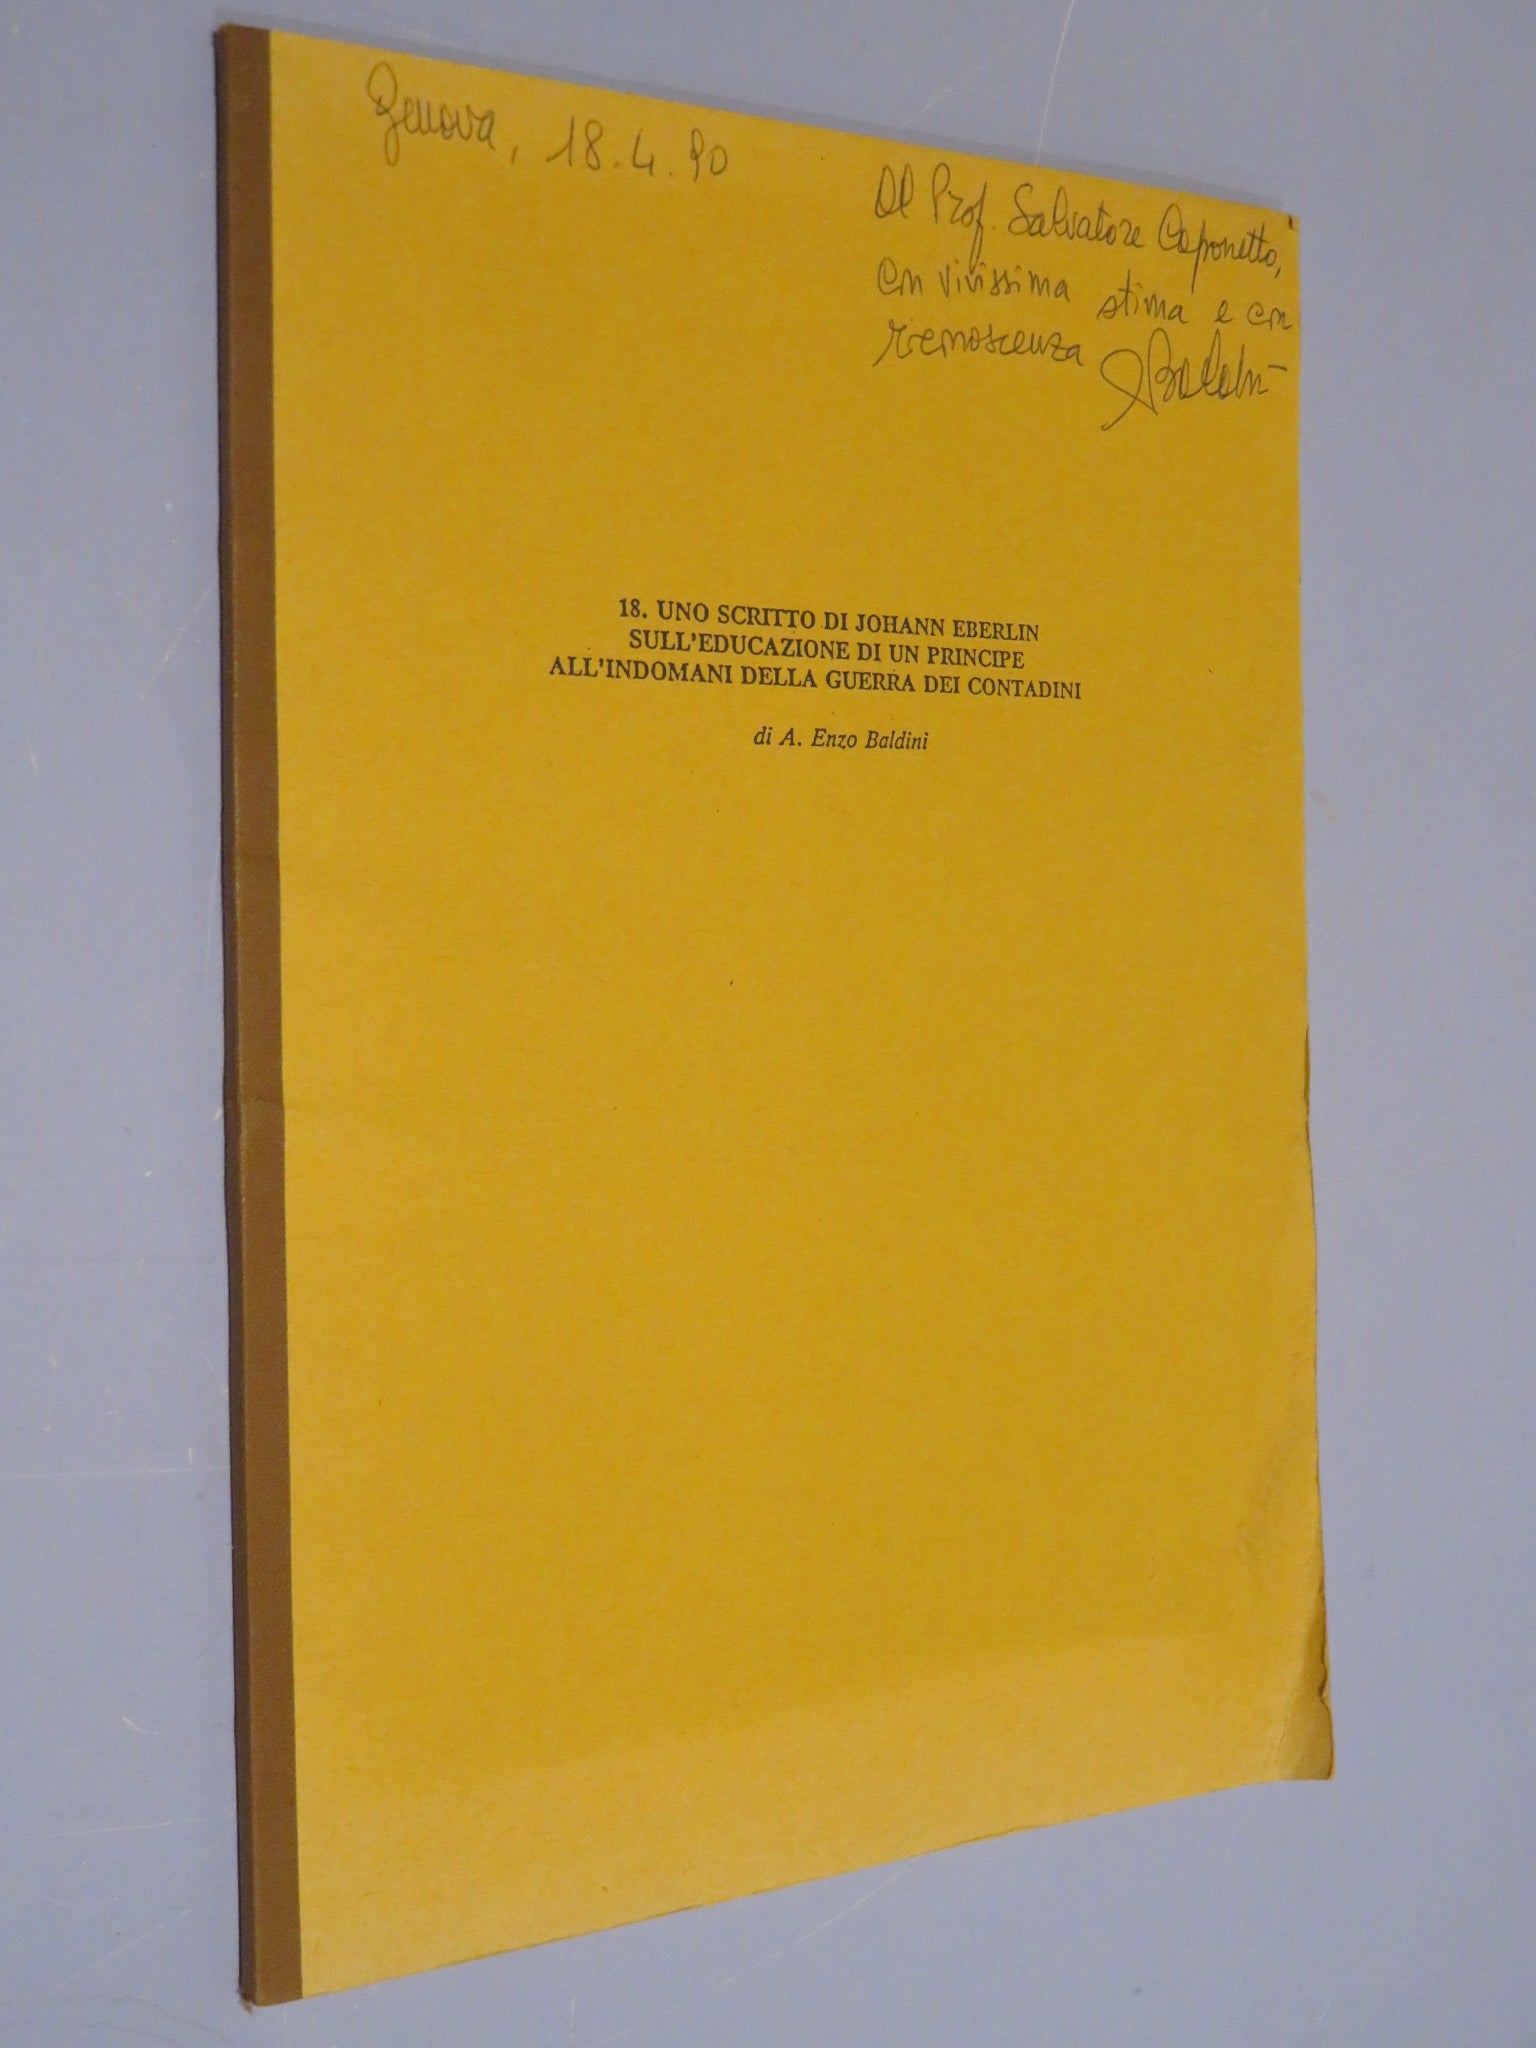 Genova, 18.4.90
Al Prof. Salvatore Caponetto,
con vivissima stima e con
riconoscenza ABaldini
18. UNO SCRITTO DI JOHANN EBERLIN
SULL'EDUCAZIONE DI UN PRINCIPE
ALL'INDOMANI DELLA GUERRA DEI CONTADINI
di A. Enzo Baldini